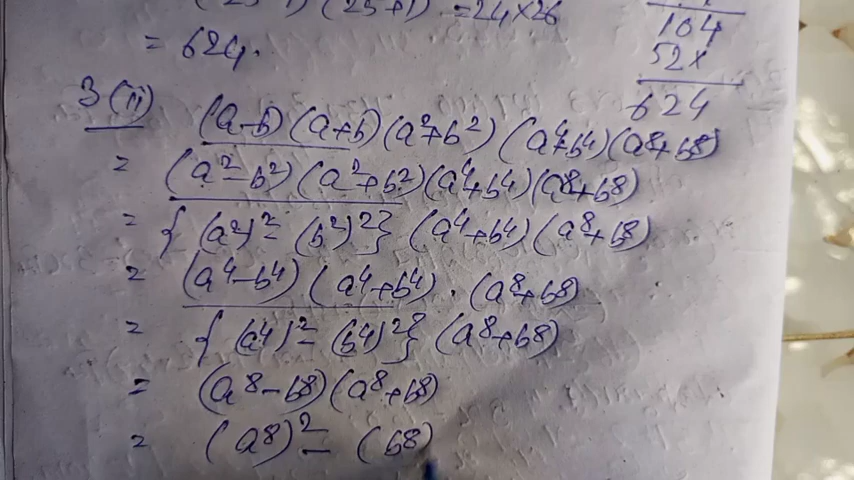 (25+1) = 24×26
= 624.
104
52×
624
3 (ii) (a-b)(a+b)(a²+b²)(a⁴+b⁴)(a⁸+b⁸)
= (a²-b²)(a²+b²)(a⁴+b⁴)(a⁸+b⁸)
= {(a²)²-(b²)²}(a⁴+b⁴)(a⁸+b⁸)
= (a⁴-b⁴)(a⁴+b⁴).(a⁸+b⁸)
= {(a⁴)²-(b⁴)²}(a⁸+b⁸)
= (a⁸-b⁸)(a⁸+b⁸)
= (a⁸)²-(b⁸)